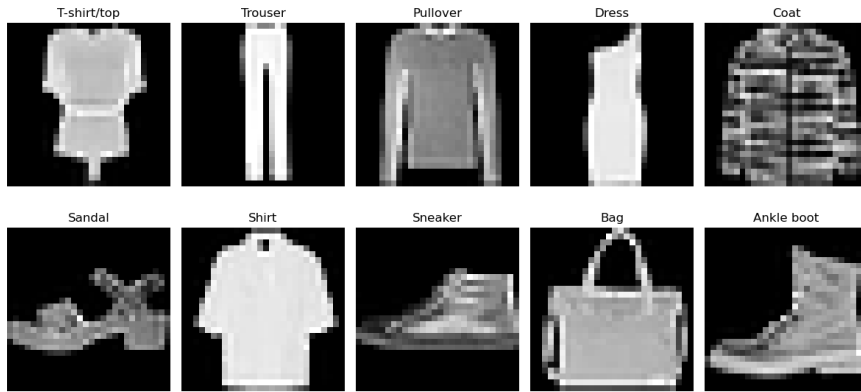 T-shirt/top Trouser Pullover Dress Coat
Sandal Shirt Sneaker Bag Ankle boot